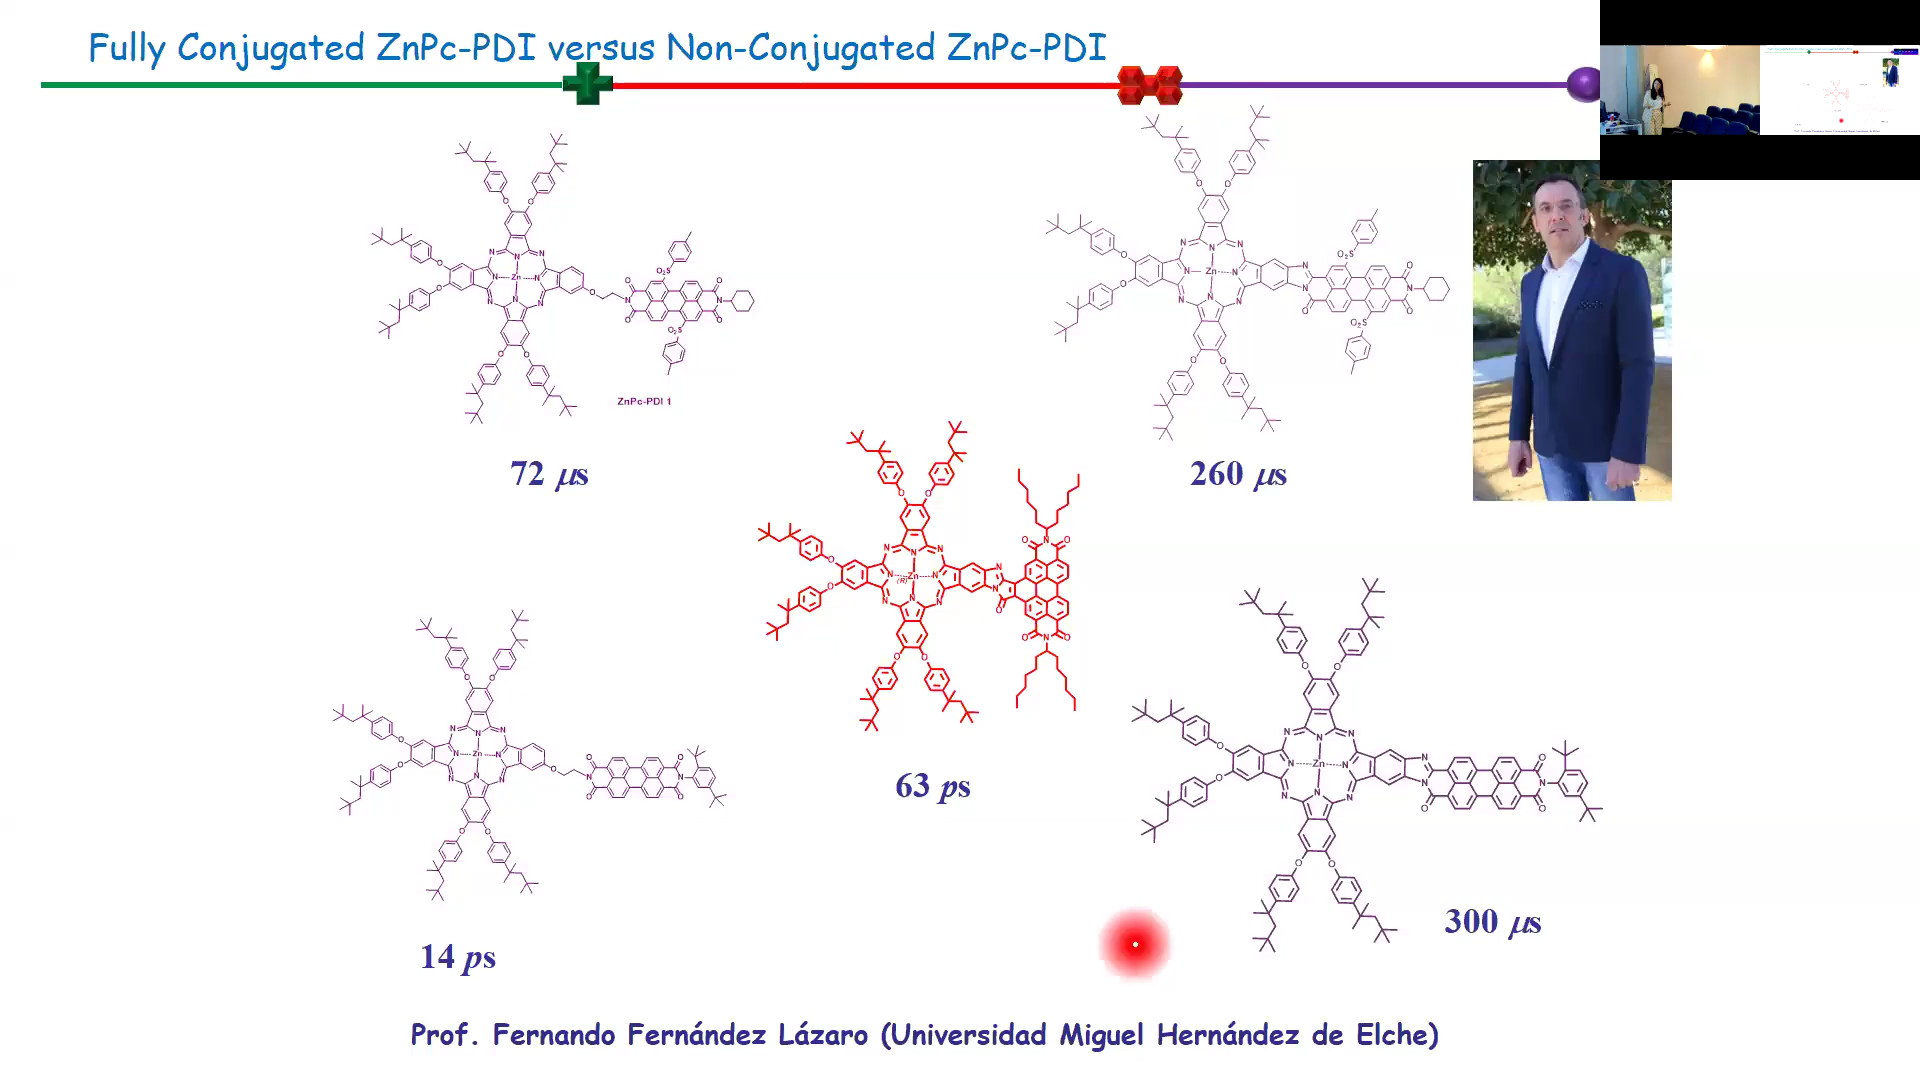 Fully Conjugated ZnPc-PDI versus Non-Conjugated ZnPc-PDI
ZnPc-PDI 1
72 μs
260 μs
63 ps
14 ps
300 μs
Prof. Fernando Fernández Lázaro (Universidad Miguel Hernández de Elche)